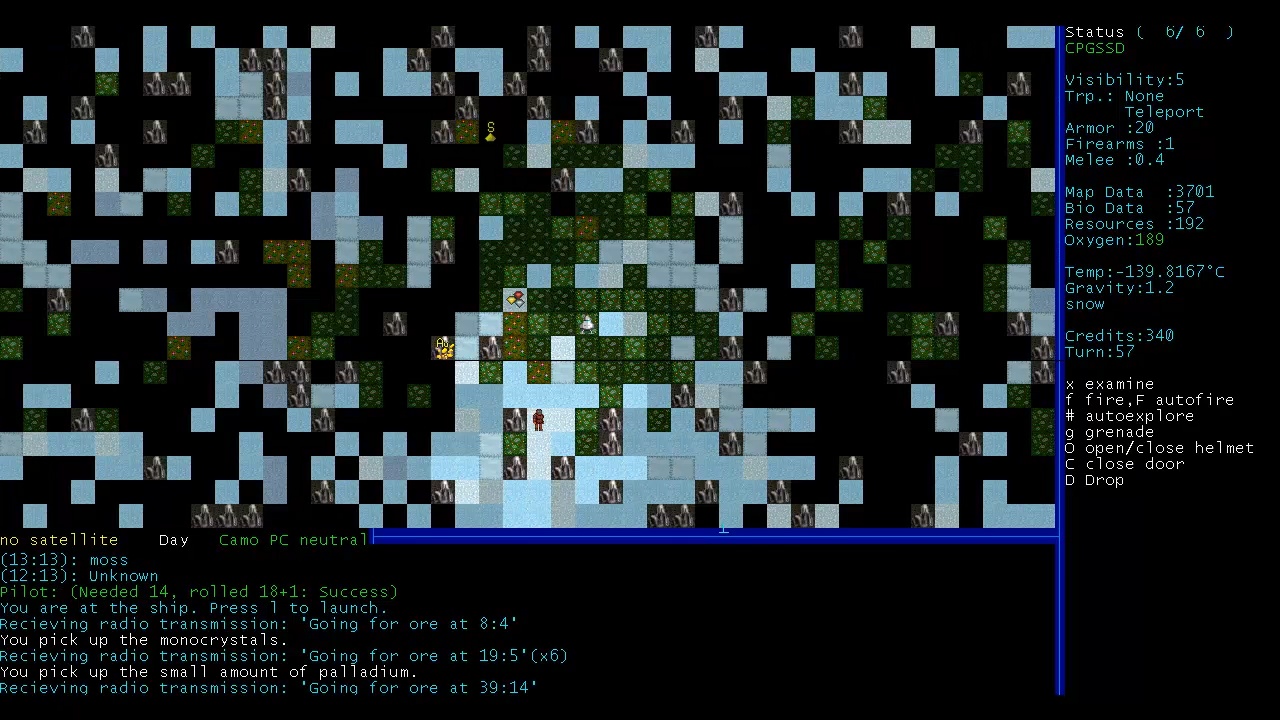 S
Au
Status (  6/ 6  )
CPGSSD
Visibility:5
Trp.: None
Teleport
Armor :20
Firearms :1
Melee :0.4
Map Data  :3701
Bio Data  :57
Resources :192
Oxygen:189
Temp:-139.8167°C
Gravity:1.2
snow
Credits:340
Turn:57
x examine
f fire,F autofire
# autoexplore
g grenade
O open/close helmet
C close door
D Drop
no satellite    Day    Camo PC neutral
(13:13): moss
(12:13): Unknown
Pilot: (Needed 14, rolled 18+1: Success)
You are at the ship. Press l to launch.
Recieving radio transmission: 'Going for ore at 8:4'
You pick up the monocrystals.
Recieving radio transmission: 'Going for ore at 19:5'(x6)
You pick up the small amount of palladium.
Recieving radio transmission: 'Going for ore at 39:14'